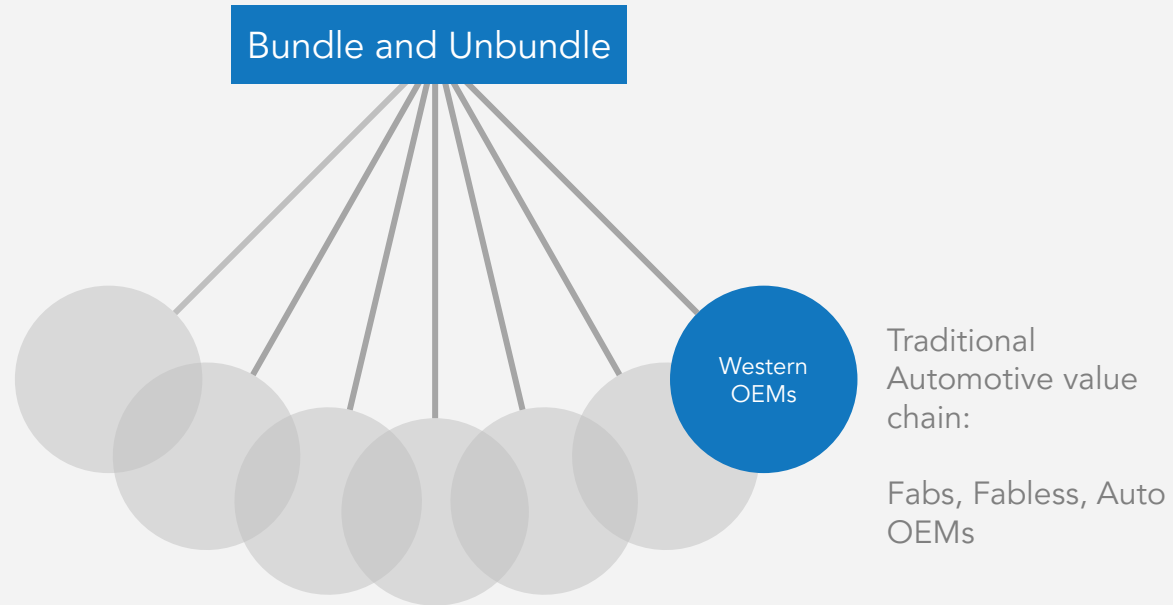 Bundle and Unbundle
Western
OEMs
Traditional
Automotive value
chain:
Fabs, Fabless, Auto
OEMs